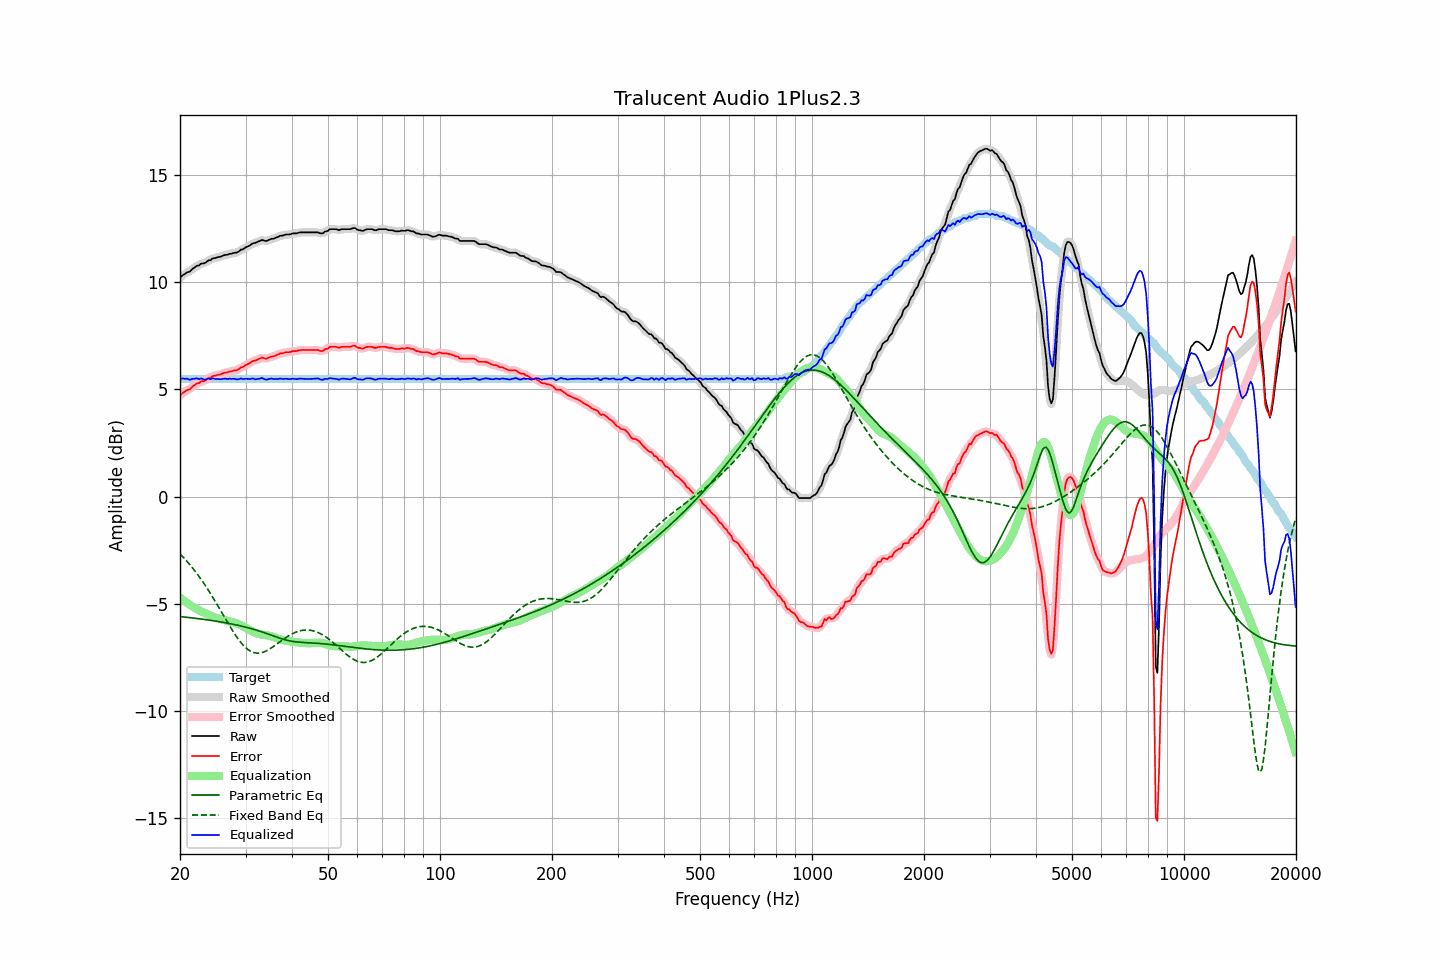 Tralucent Audio 1Plus2.3
Amplitude (dBr)
15
10
5
0
−5
−10
−15
Target
Raw Smoothed
Error Smoothed
Raw
Error
Equalization
Parametric Eq
Fixed Band Eq
Equalized
20 50 100 200 500 1000 2000 5000 10000 20000
Frequency (Hz)